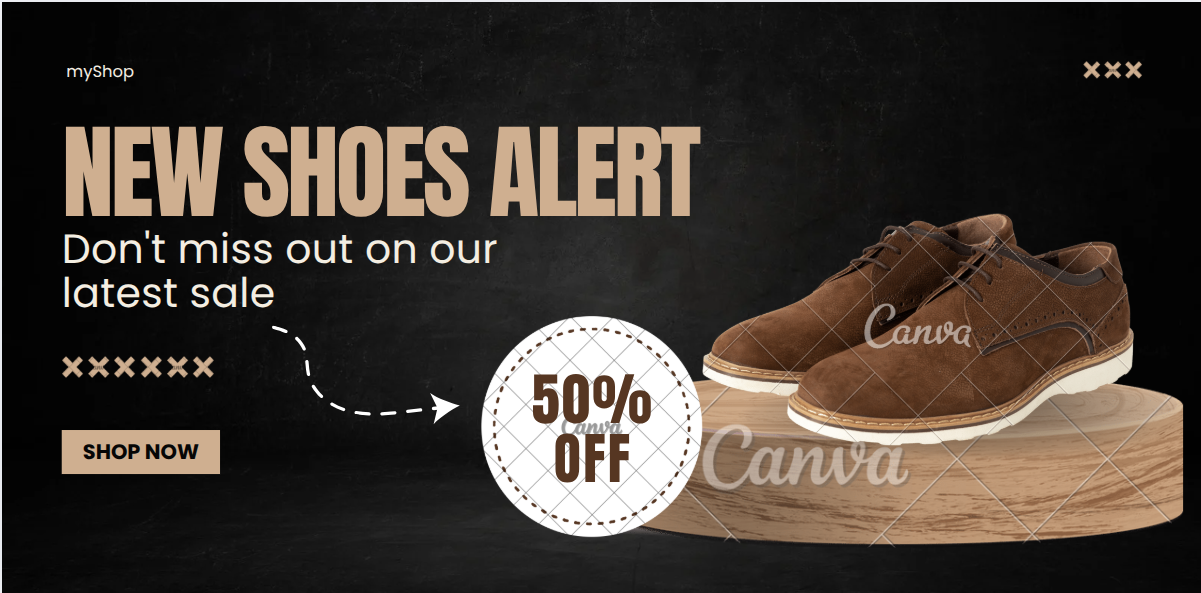 myShop
NEW SHOES ALERT
Don't miss out on our
latest sale
SHOP NOW
50%
Canva
OFF
Canva
Canva